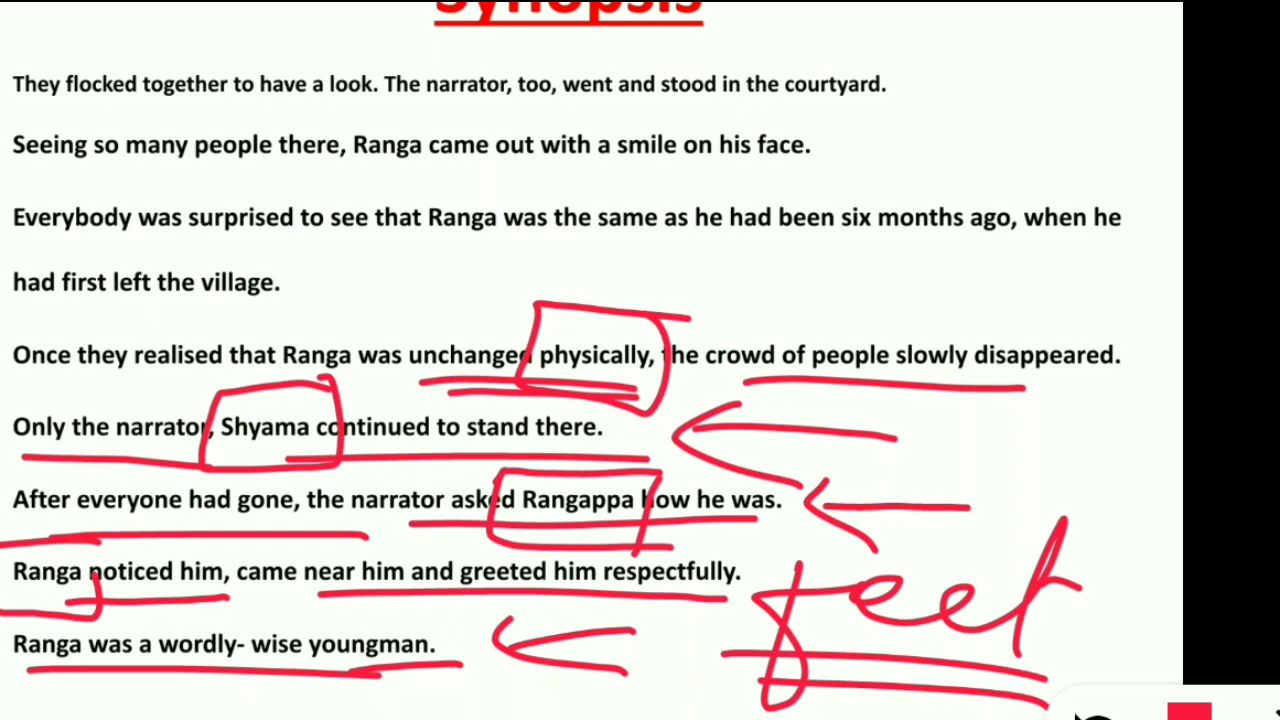 Synopsis
They flocked together to have a look. The narrator, too, went and stood in the courtyard.
Seeing so many people there, Ranga came out with a smile on his face.
Everybody was surprised to see that Ranga was the same as he had been six months ago, when he
had first left the village.
Once they realised that Ranga was unchanged physically, the crowd of people slowly disappeared.
Only the narrator, Shyama continued to stand there.
After everyone had gone, the narrator asked Rangappa how he was.
Ranga noticed him, came near him and greeted him respectfully.
feet
Ranga was a wordly- wise youngman.